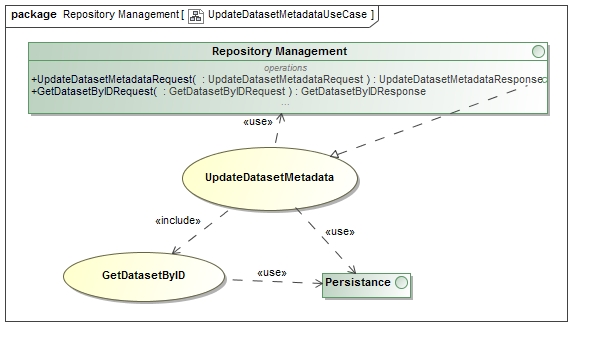 package Repository Management [ UpdateDatasetMetadataUseCase ]
Repository Management
operations
+UpdateDatasetMetadataRequest( : UpdateDatasetMetadataRequest ) : UpdateDatasetMetadataResponse
+GetDatasetByIDRequest( : GetDatasetByIDRequest ) : GetDatasetByIDResponse
...
«use»
UpdateDatasetMetadata
«include»
«use»
GetDatasetByID
«use»
Persistance